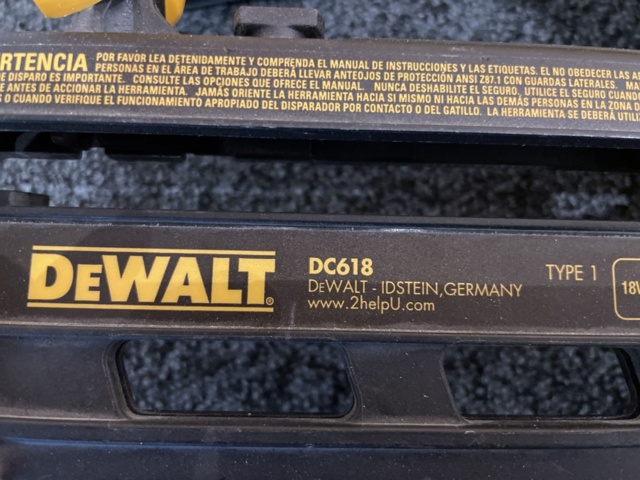 RTENCIA POR FAVOR LEA DETENIDAMENTE Y COMPRENDA EL MANUAL DE INSTRUCCIONES Y LAS ETIQUETAS. EL NO OBEDECER LAS
PERSONAS EN EL ÁREA DE TRABAJO DEBERÁ LLEVAR ANTEOJOS DE PROTECCIÓN ANSI Z87.1 CON GUARDAS LATERALES.
DE DISPARO ES IMPORTANTE. CONSULTE LAS OPCIONES QUE OFRECE EL MANUAL. NUNCA DESHABILITE EL SEGURO. UTILICE EL SEGURO CUANDO
E ANTES DE ACCIONAR LA HERRAMIENTA. JAMÁS ORIENTE LA HERRAMIENTA HACIA SI MISMO NI HACIA LAS DEMÁS PERSONAS EN LA ZONA
S O CUANDO VERIFIQUE EL FUNCIONAMIENTO APROPIADO DEL DISPARADOR POR CONTACTO O DEL GATILLO. LA HERRAMIENTA SE DEBERÁ
DEWALT®
DC618
DEWALT - IDSTEIN,GERMANY
www.2helpU.com
TYPE 1
18V